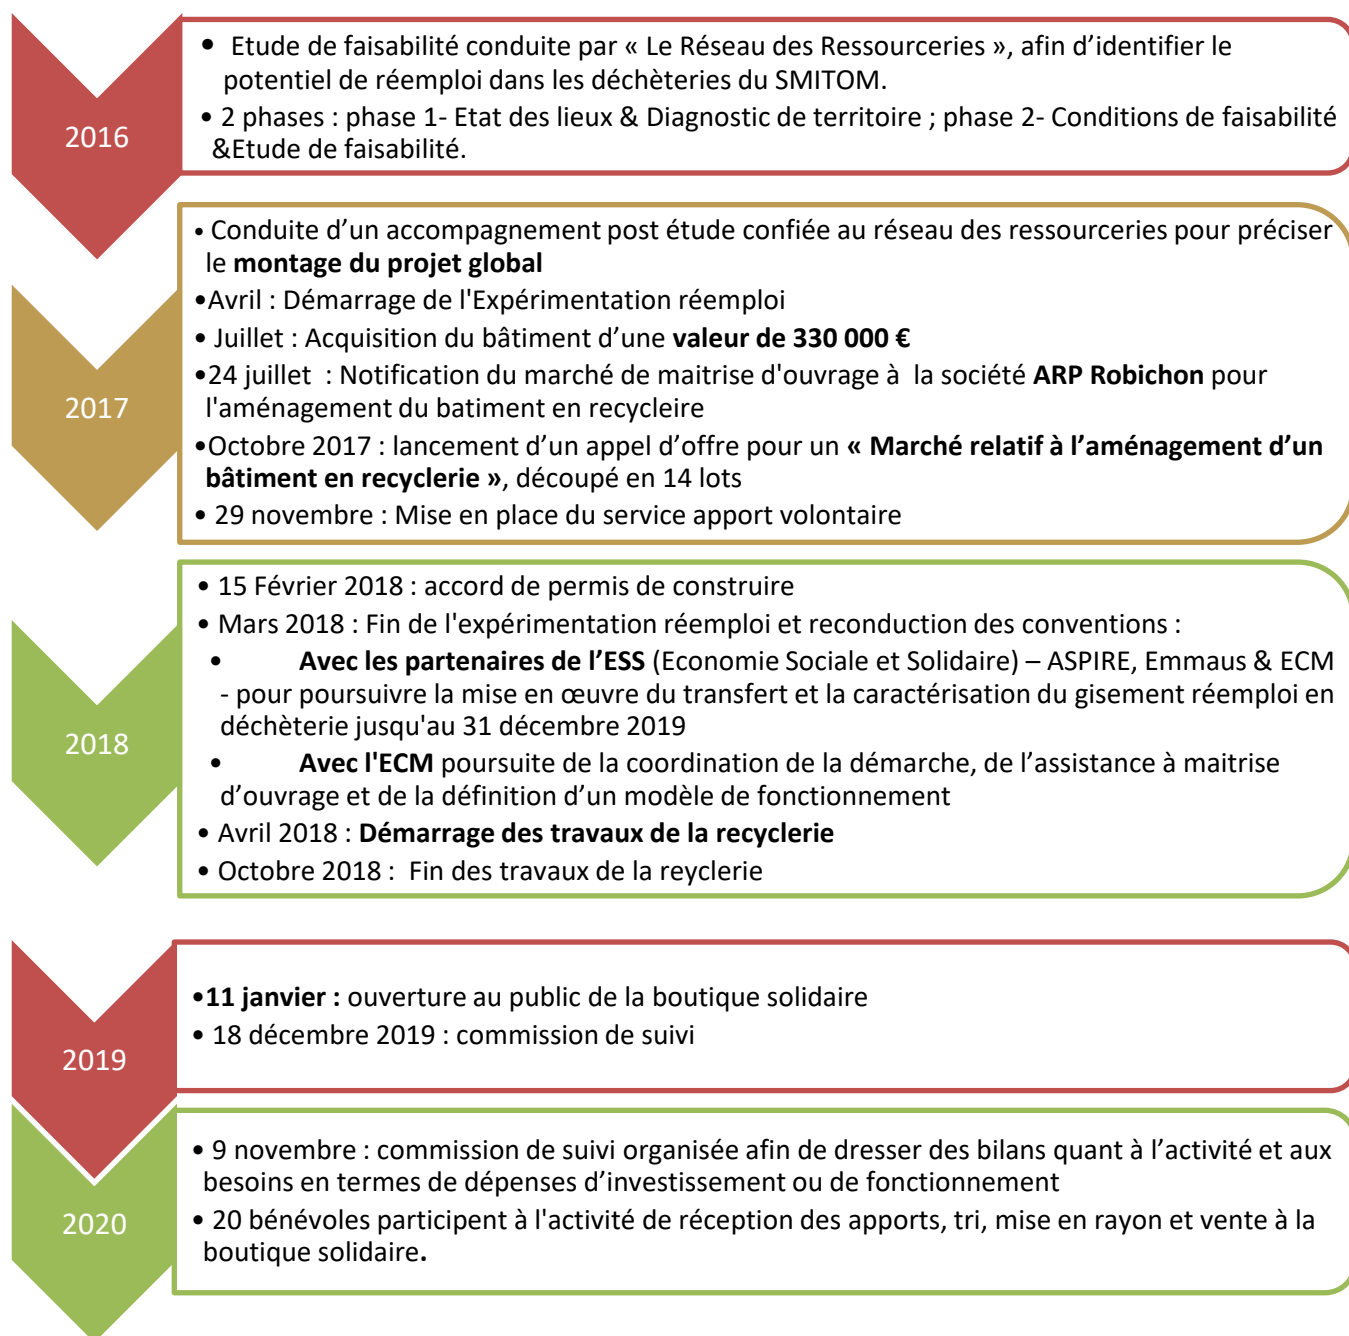 2016
• Etude de faisabilité conduite par « Le Réseau des Ressourceries », afin d’identifier le
potentiel de réemploi dans les déchèteries du SMITOM.
• 2 phases : phase 1- Etat des lieux & Diagnostic de territoire ; phase 2- Conditions de faisabilité
&Etude de faisabilité.
2017
• Conduite d’un accompagnement post étude confiée au réseau des ressourceries pour préciser
le montage du projet global
•Avril : Démarrage de l'Expérimentation réemploi
• Juillet : Acquisition du bâtiment d’une valeur de 330 000 €
•24 juillet : Notification du marché de maitrise d'ouvrage à la société ARP Robichon pour
l'aménagement du batiment en recycleire
•Octobre 2017 : lancement d’un appel d’offre pour un « Marché relatif à l’aménagement d’un
bâtiment en recyclerie », découpé en 14 lots
• 29 novembre : Mise en place du service apport volontaire
2018
• 15 Février 2018 : accord de permis de construire
• Mars 2018 : Fin de l'expérimentation réemploi et reconduction des conventions :
• Avec les partenaires de l’ESS (Economie Sociale et Solidaire) – ASPIRE, Emmaus & ECM
- pour poursuivre la mise en œuvre du transfert et la caractérisation du gisement réemploi en
déchèterie jusqu'au 31 décembre 2019
• Avec l'ECM poursuite de la coordination de la démarche, de l’assistance à maitrise
d’ouvrage et de la définition d’un modèle de fonctionnement
• Avril 2018 : Démarrage des travaux de la recyclerie
• Octobre 2018 : Fin des travaux de la reyclerie
2019
•11 janvier : ouverture au public de la boutique solidaire
• 18 décembre 2019 : commission de suivi
2020
• 9 novembre : commission de suivi organisée afin de dresser des bilans quant à l’activité et aux
besoins en termes de dépenses d’investissement ou de fonctionnement
• 20 bénévoles participent à l'activité de réception des apports, tri, mise en rayon et vente à la
boutique solidaire.